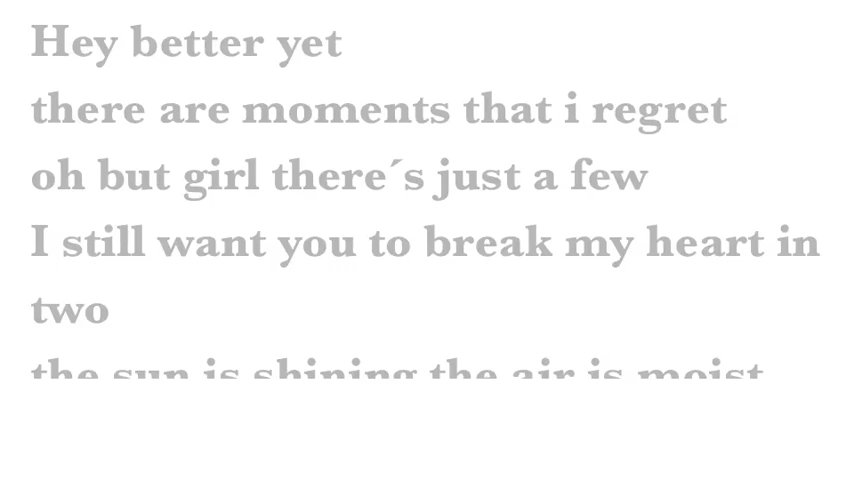 Hey better yet
there are moments that i regret
oh but girl there´s just a few
I still want you to break my heart in
two
the sun is shining the air is moist